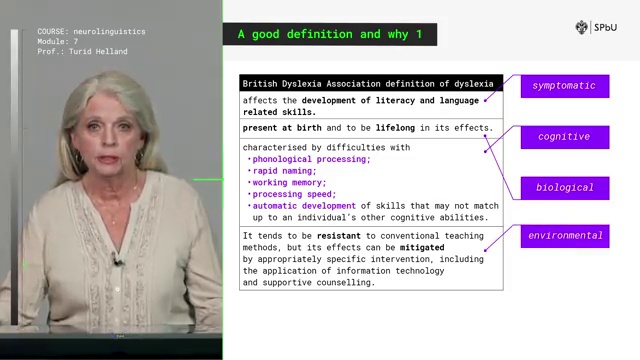 COURSE: neurolinguistics
Module: 7
Prof.: Turid Helland
A good definition and why 1
SPbU
British Dyslexia Association definition of dyslexia
affects the development of literacy and language
related skills.
present at birth and to be lifelong in its effects.
characterised by difficulties with
• phonological processing;
• rapid naming;
• working memory;
• processing speed;
• automatic development of skills that may not match
up to an individual's other cognitive abilities.
It tends to be resistant to conventional teaching
methods, but its effects can be mitigated
by appropriately specific intervention, including
the application of information technology
and supportive counselling.
symptomatic
cognitive
biological
environmental